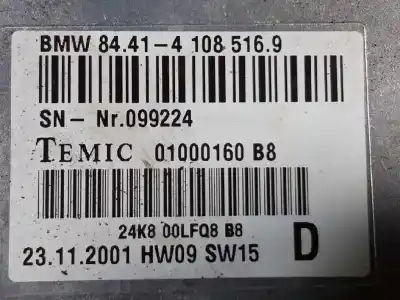 BMW 84.41-4 108 516.9
SN- Nr.099224
TEMIC 01000160 B8
24K8 00LFQ8 B8
23.11.2001 HW09 SW15 D